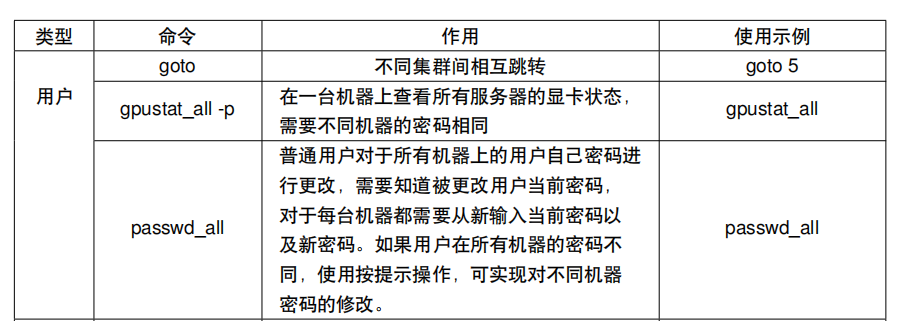 类型 命令 作用 使用示例
用户 goto 不同集群间相互跳转 goto 5
gpustat_all -p 在一台机器上查看所有服务器的显卡状态， gpustat_all
需要不同机器的密码相同
普通用户对于所有机器上的用户自己密码进
行更改，需要知道被更改用户当前密码，
对于每台机器都需要从新输入当前密码以
passwd_all 及新密码。如果用户在所有机器的密码不 passwd_all
同，使用按提示操作，可实现对不同机器
密码的修改。